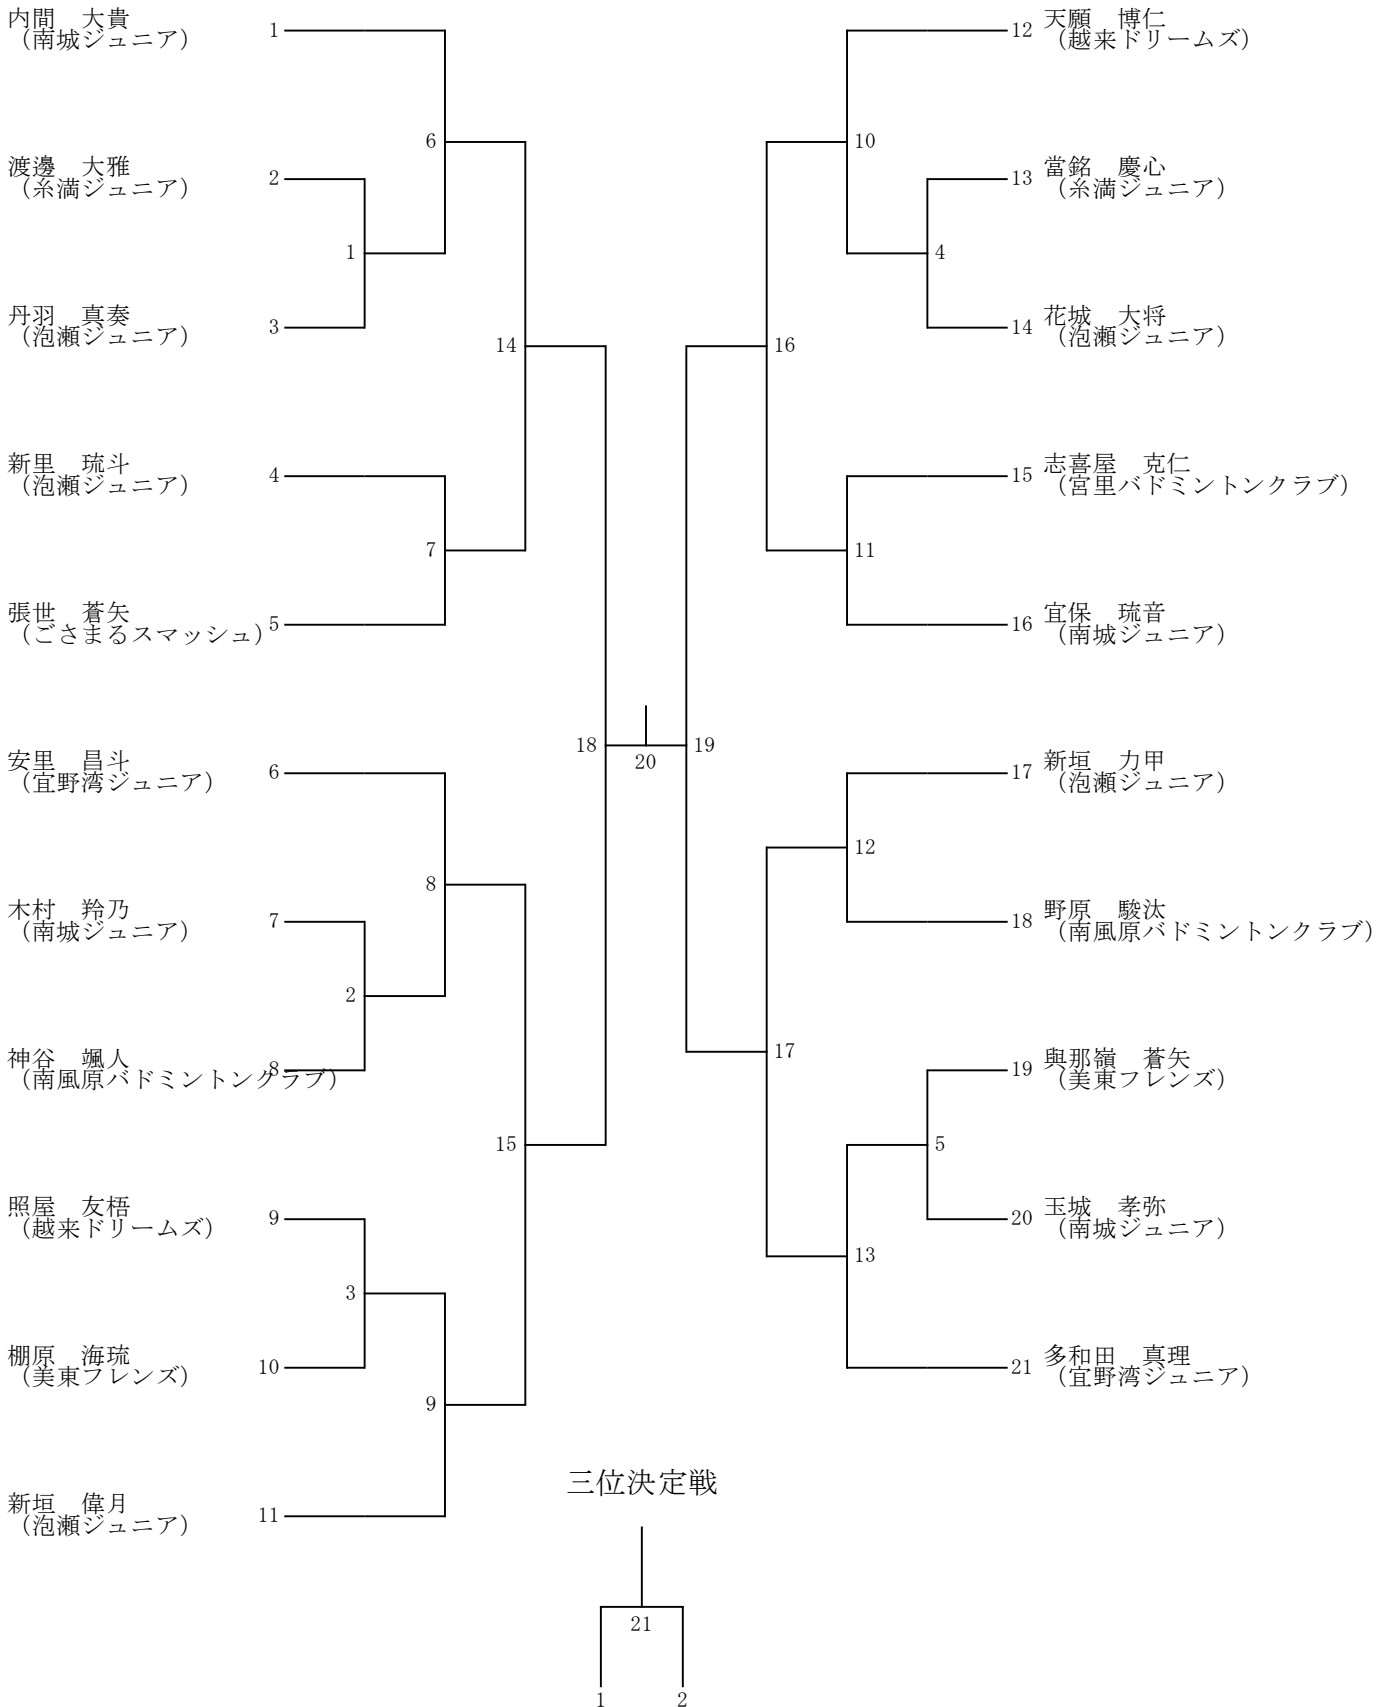 内間　大貴
（南城ジュニア）
1
渡邊　大雅
（糸満ジュニア）
2
丹羽　真奏
（泡瀬ジュニア）
3
新里　琉斗
（泡瀬ジュニア）
4
張世　蒼矢
（ごさまるスマッシュ）
5
安里　昌斗
（宜野湾ジュニア）
6
木村　羚乃
（南城ジュニア）
7
神谷　颯人
（南風原バドミントンクラブ）
8
照屋　友梧
（越来ドリームズ）
9
棚原　海琉
（美東フレンズ）
10
新垣　偉月
（泡瀬ジュニア）
11
1
2
3
6
7
8
9
14
15
18
20
19
16
17
10
11
12
13
4
5
12
天願　博仁
（越来ドリームズ）
13
當銘　慶心
（糸満ジュニア）
14
花城　大将
（泡瀬ジュニア）
15
志喜屋　克仁
（宮里バドミントンクラブ）
16
宜保　琉音
（南城ジュニア）
17
新垣　力甲
（泡瀬ジュニア）
18
野原　駿汰
（南風原バドミントンクラブ）
19
與那嶺　蒼矢
（美東フレンズ）
20
玉城　孝弥
（南城ジュニア）
21
多和田　真理
（宜野湾ジュニア）
三位決定戦
21
1
2